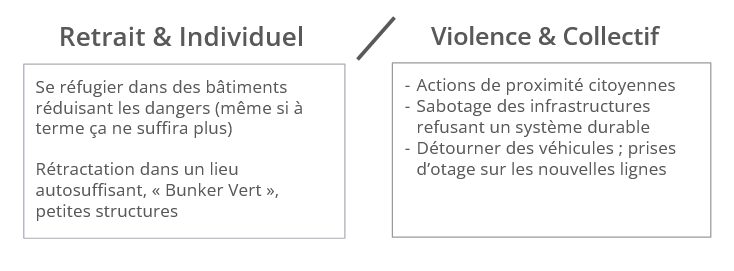 Retrait & Individuel
Se réfugier dans des bâtiments
réduisant les dangers (même si à
terme ça ne suffira plus)
Rétractation dans un lieu
autosuffisant, « Bunker Vert »,
petites structures
Violence & Collectif
- Actions de proximité citoyennes
- Sabotage des infrastructures
refusant un système durable
- Détourner des véhicules ; prises
d’otage sur les nouvelles lignes